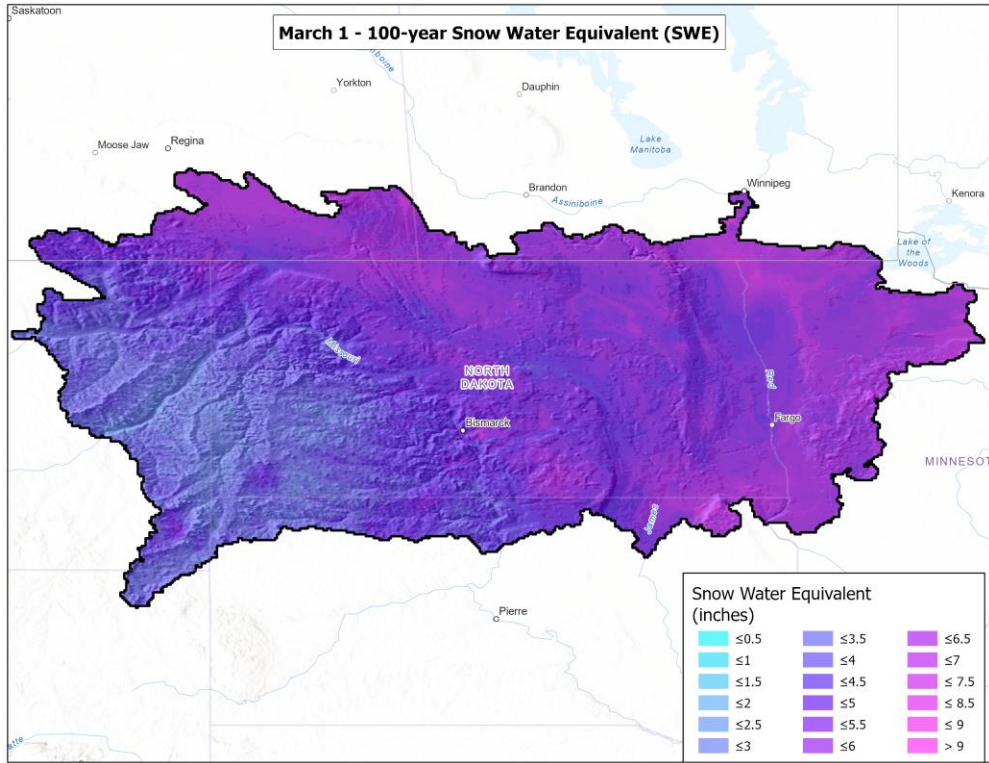 Saskatoon
March 1 - 100-year Snow Water Equivalent (SWE)
Yorkton
Dauphin
Moose Jaw
Regina
Lake
Manitoba
Brandon
Assiniboine
Winnipeg
Kenora
Lake of
the
Woods
Missouri
NORTH
DAKOTA
Red
Bismarck
Fargo
MINNESOT
James
Pierre
Snow Water Equivalent
(inches)
≤0.5
≤1
≤1.5
≤2
≤2.5
≤3
≤3.5
≤4
≤4.5
≤5
≤5.5
≤6
≤6.5
≤7
≤ 7.5
≤ 8.5
≤ 9
> 9
atte